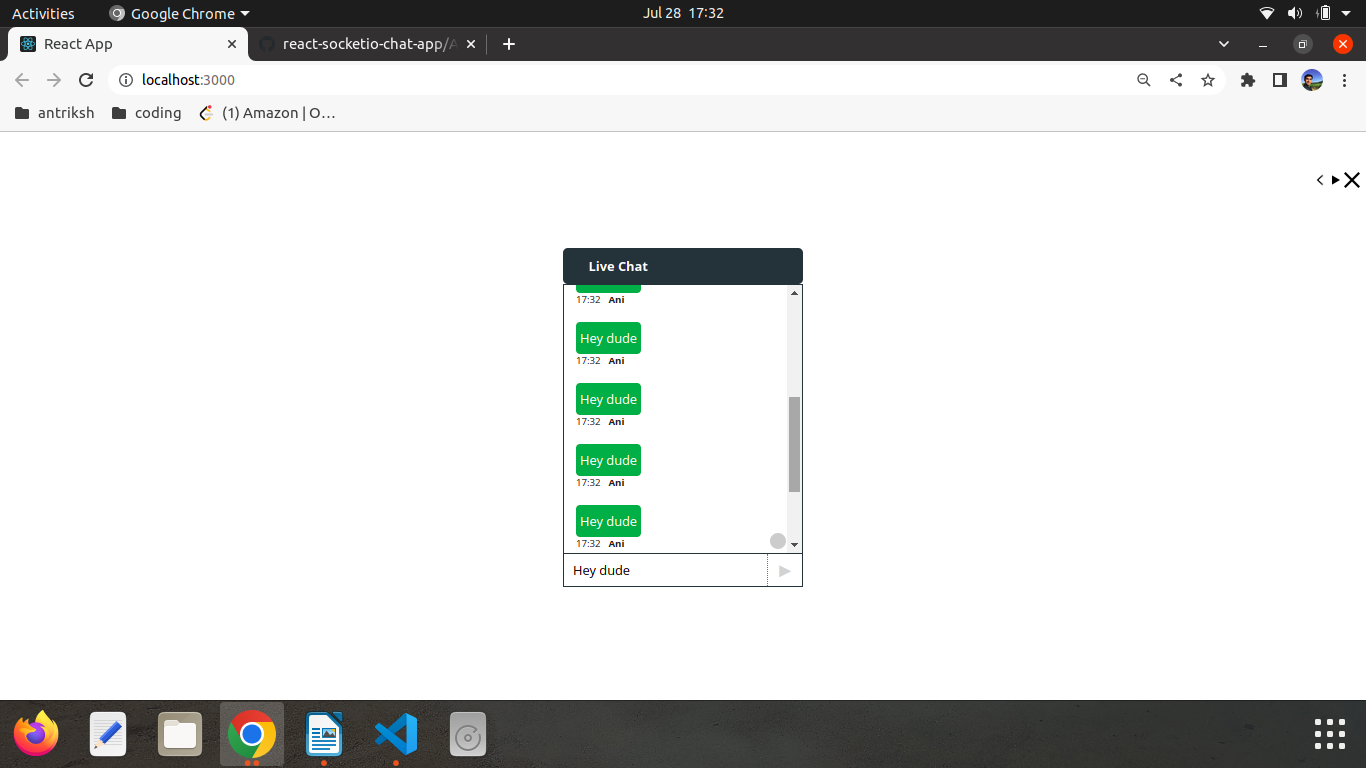 Activities Google Chrome Jul 28 17:32
React App react-socketio-chat-app/A
localhost:3000
antriksh coding (1) Amazon | O…
Live Chat
17:32 Ani
Hey dude
17:32 Ani
Hey dude
17:32 Ani
Hey dude
17:32 Ani
Hey dude
17:32 Ani
Hey dude